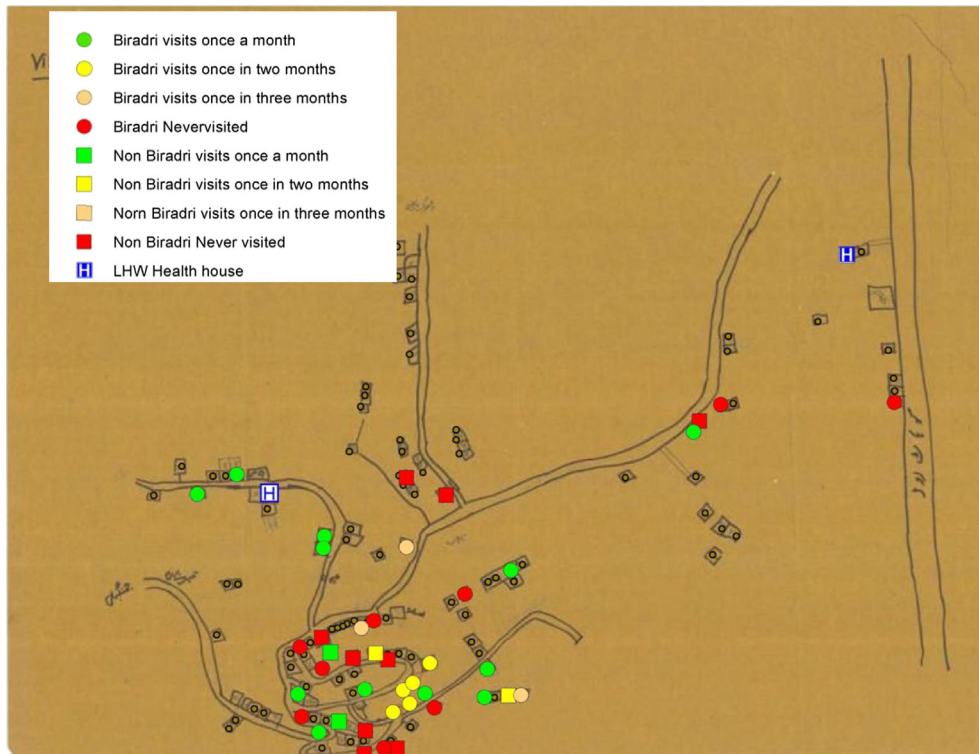 Biradri visits once a month
Biradri visits once in two months
Biradri visits once in three months
Biradri Nevervisited
Non Biradri visits once a month
Non Biradri visits once in two months
Norn Biradri visits once in three months
Non Biradri Never visited
H LHW Health house
H
H